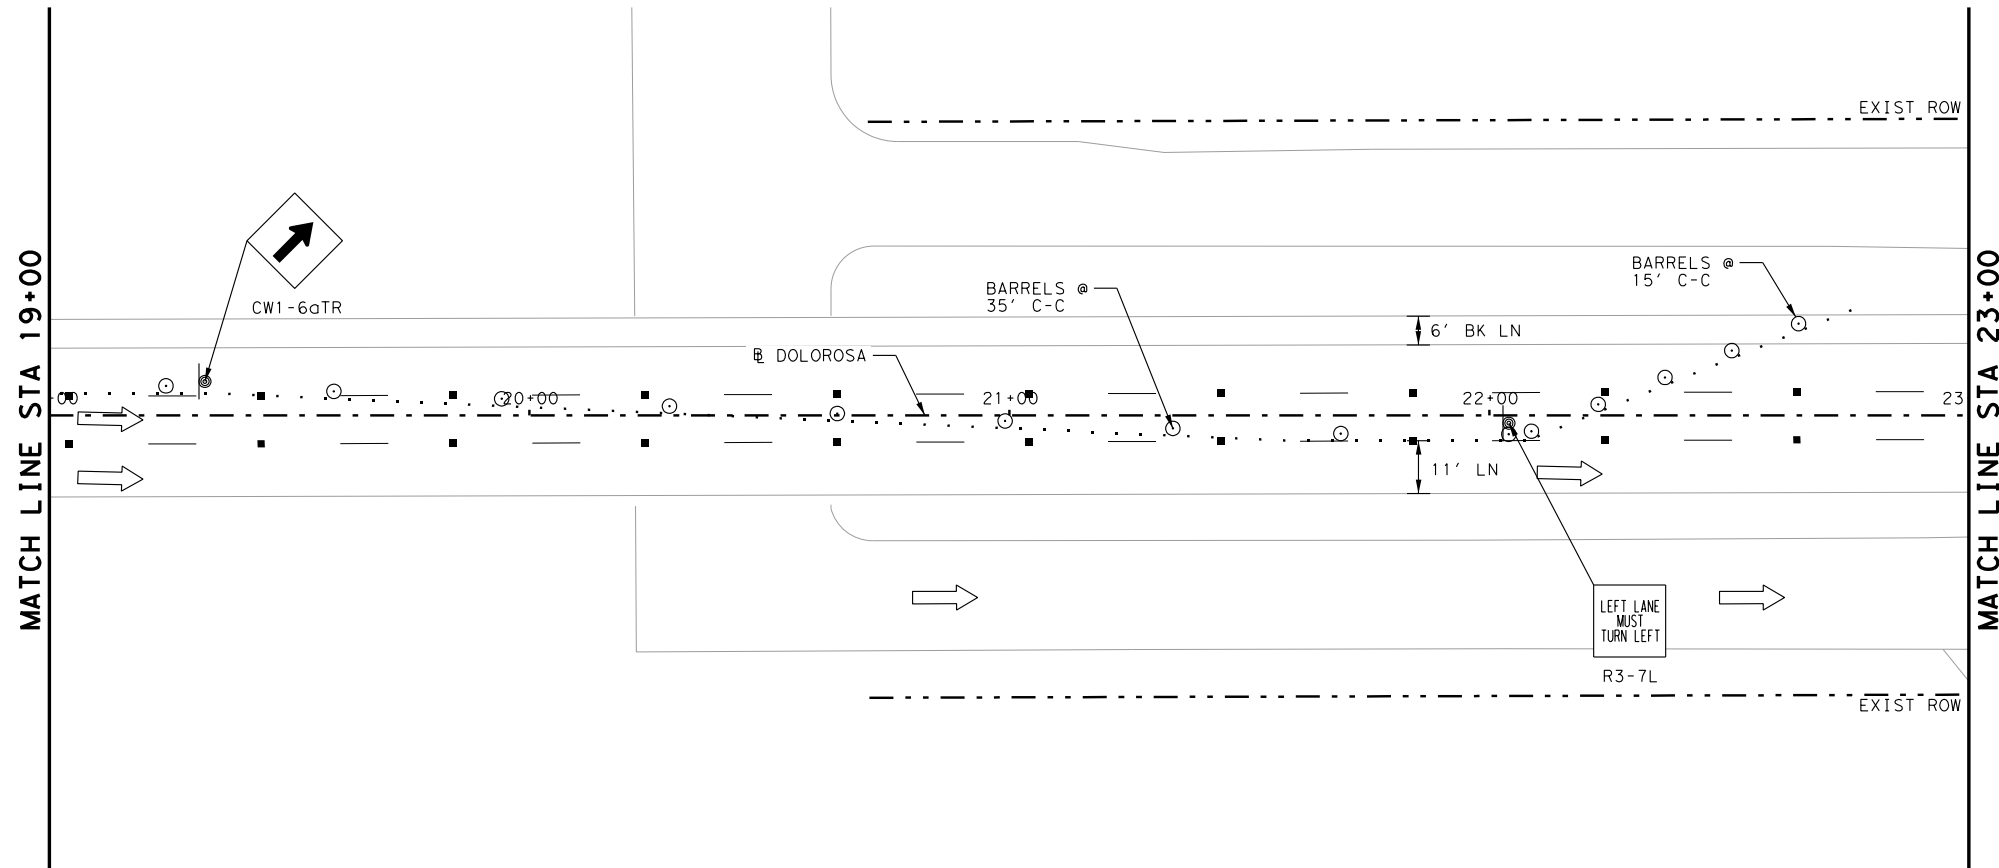 EXIST ROW
MATCH LINE STA 19+00
CW1-6aTR
BARRELS @
35' C-C
BARRELS @
15' C-C
6' BK LN
DOLOROSA
00
20+00
21+00
22+00
23
11' LN
LEFT LANE
MUST
TURN LEFT
R3-7L
EXIST ROW
MATCH LINE STA 23+00